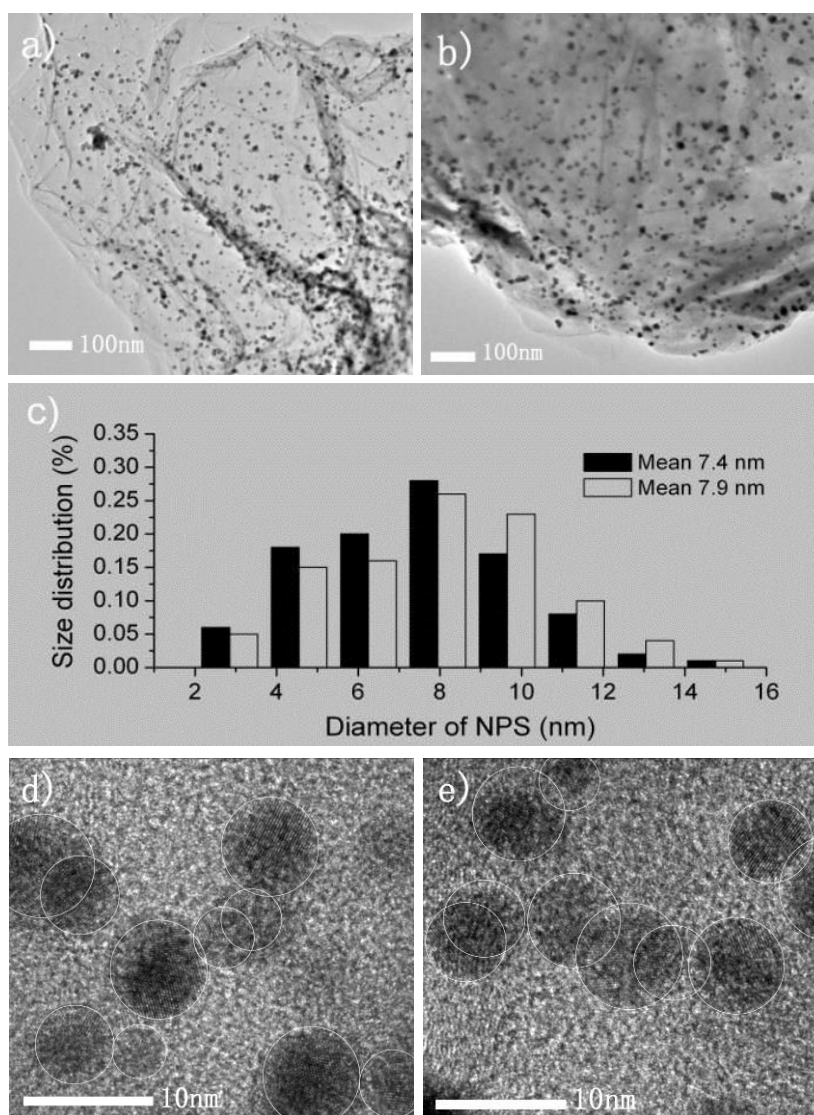 a)
b)
100nm
100nm
c)
Size distribution (%)
0.35
0.30
0.25
0.20
0.15
0.10
0.05
0.00
Mean 7.4 nm
Mean 7.9 nm
2 4 6 8 10 12 14 16
Diameter of NPS (nm)
d)
e)
10nm
10nm